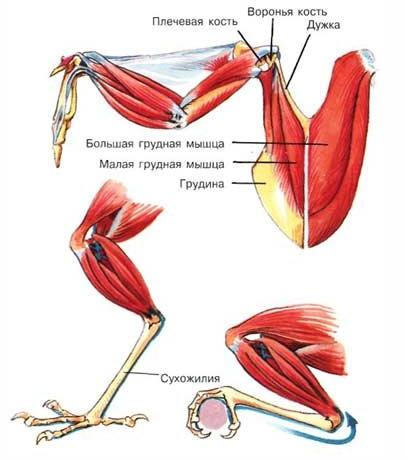 Плечевая кость
Воронья кость
Дужка
Большая грудная мышца
Малая грудная мышца
Грудина
Сухожилия